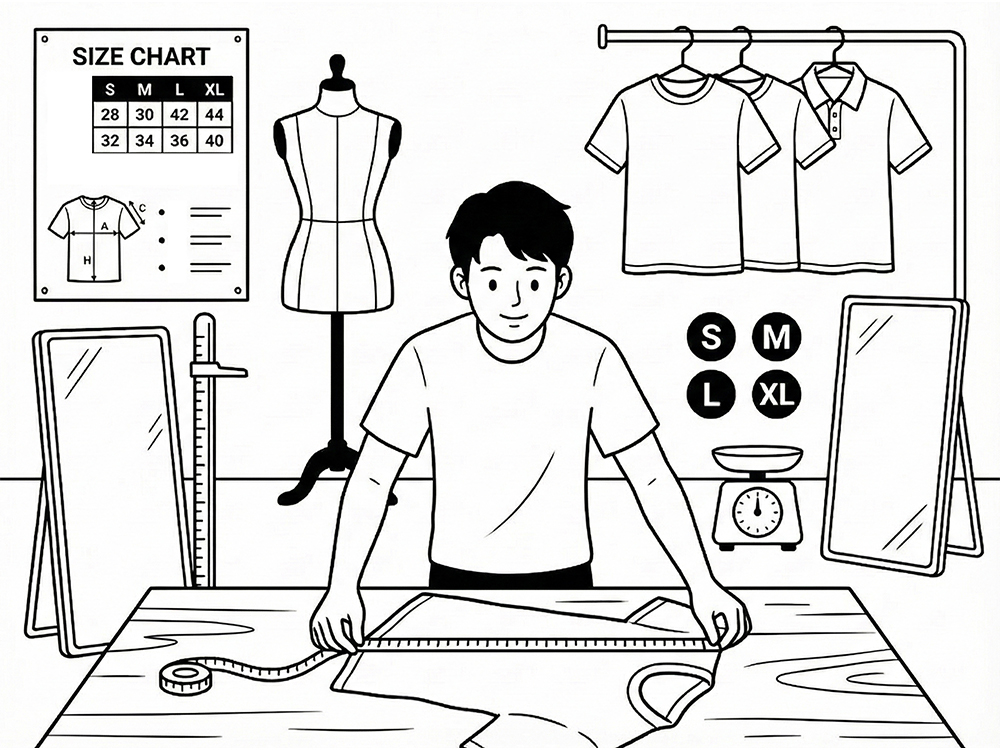 SIZE CHART
S M L XL
28 30 42 44
32 34 36 40
C
A
H
S M
L XL